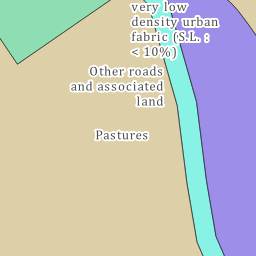 very low
density urban
fabric (S.L. :
< 10%)
Other roads
and associated
land
Pastures